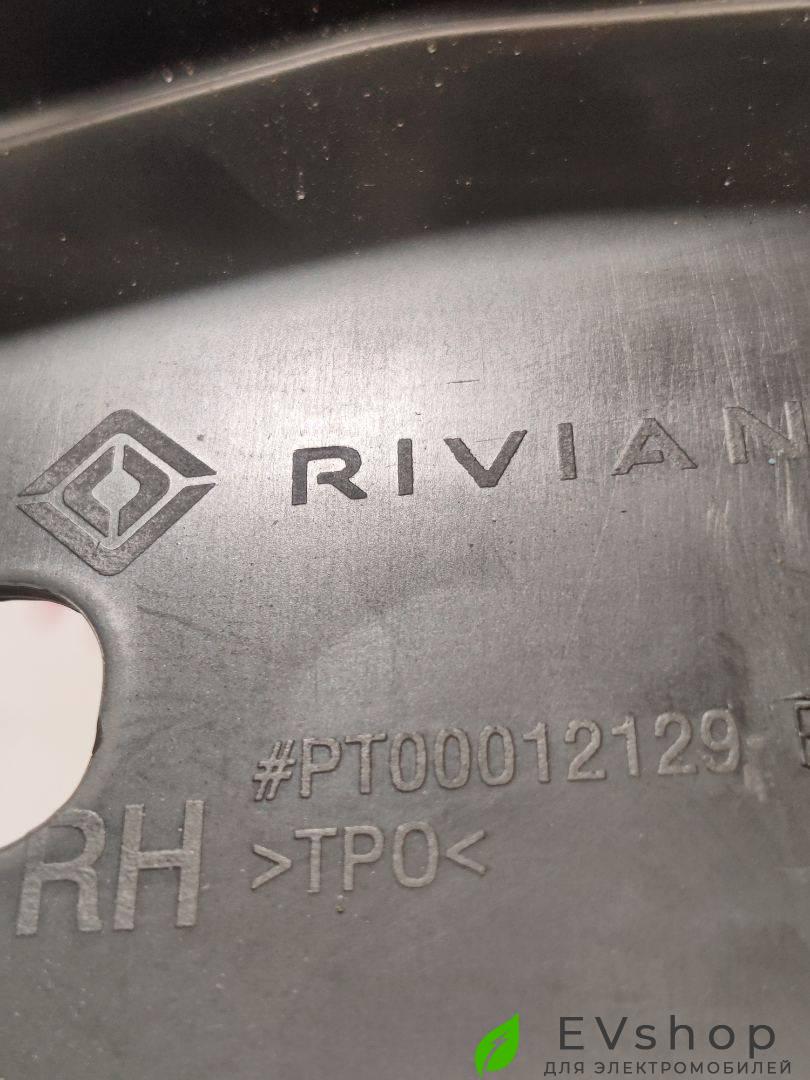 RIVIAN
#PT00012129
RH
>TPO<
EVshop
ДЛЯ ЭЛЕКТРОМОБИЛЕЙ